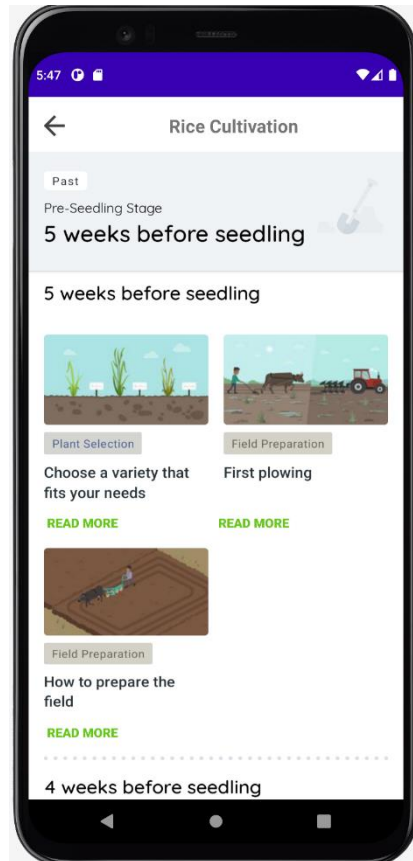 5:47
Rice Cultivation
Past
Pre-Seedling Stage
5 weeks before seedling
5 weeks before seedling
Plant Selection
Field Preparation
Choose a variety that
fits your needs
First plowing
READ MORE
READ MORE
Field Preparation
How to prepare the
field
READ MORE
4 weeks before seedling